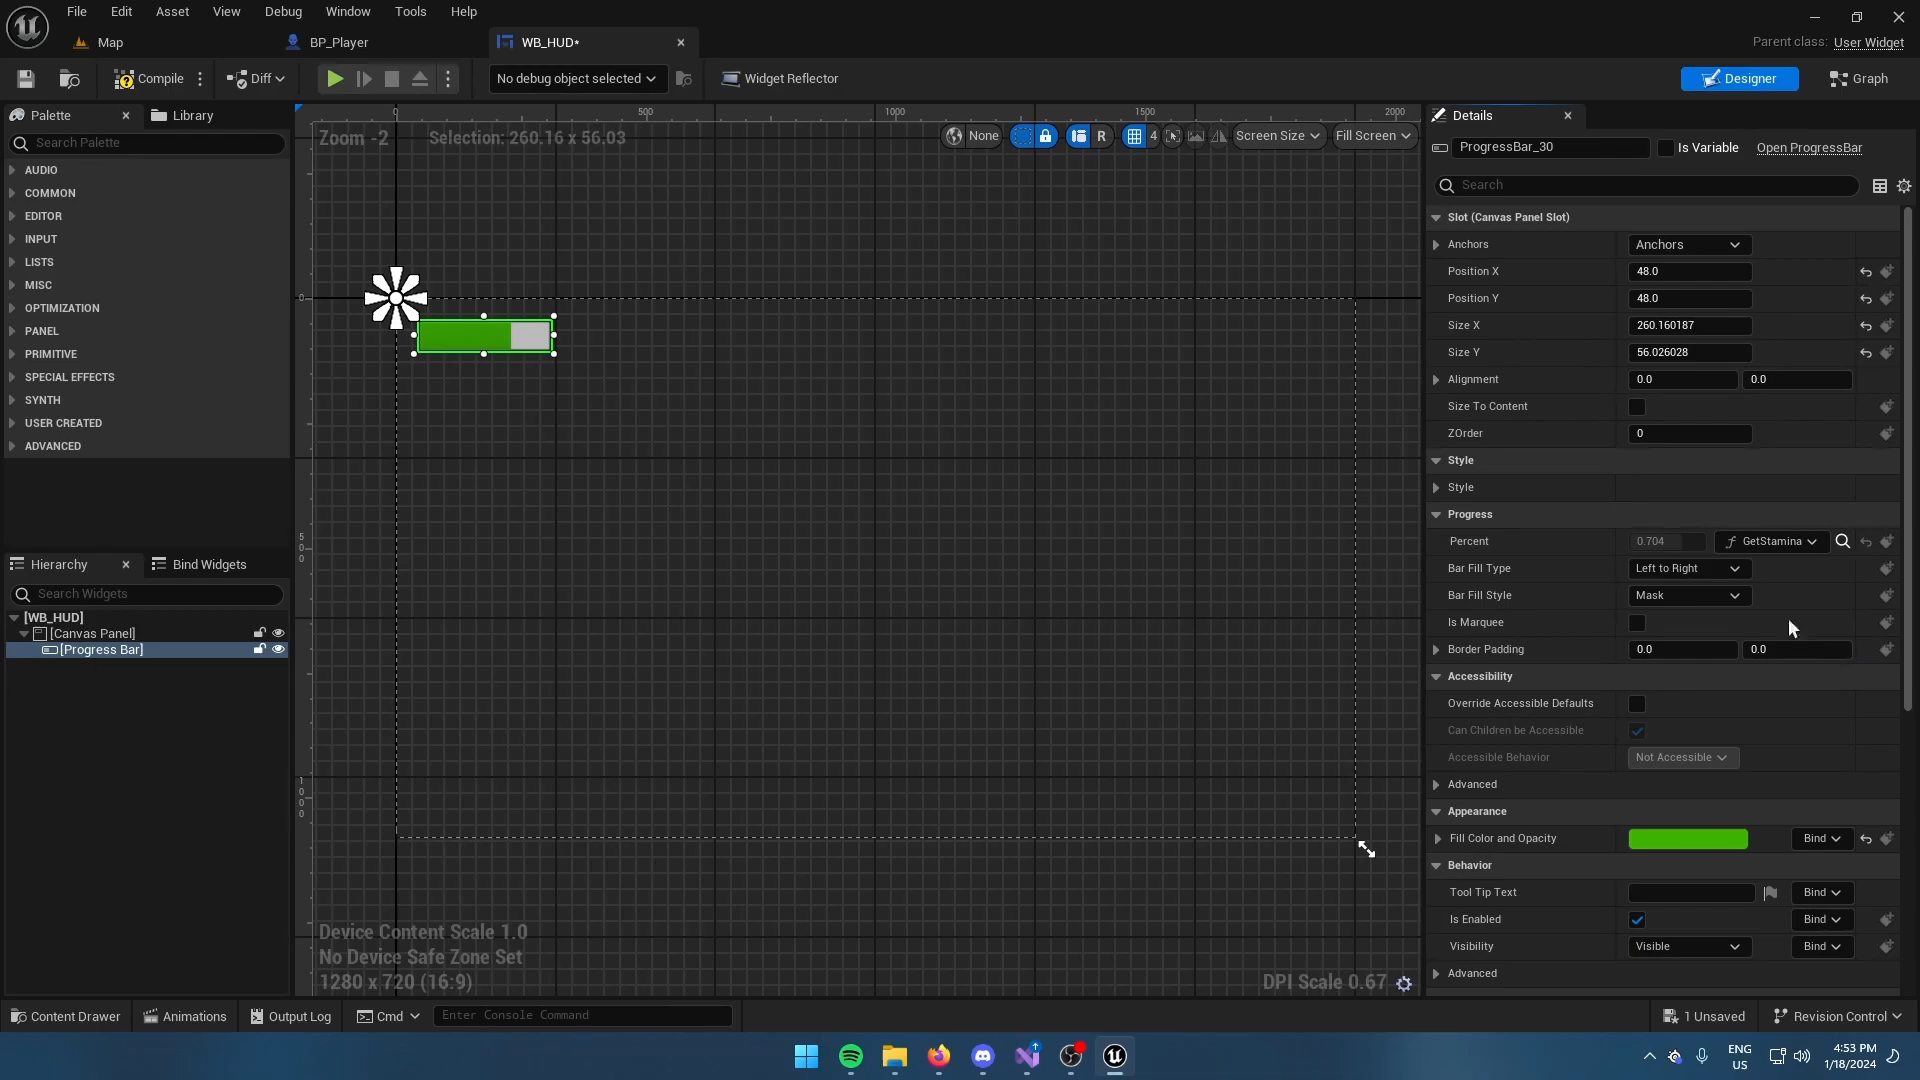 File Edit Asset View Debug Window Tools Help
Map BP_Player WB_HUD*
Parent class: User Widget
Compile Diff No debug object selected Widget Reflector Designer Graph
Palette Library
Search Palette
AUDIO
COMMON
EDITOR
INPUT
LISTS
MISC
OPTIMIZATION
PANEL
PRIMITIVE
SPECIAL EFFECTS
SYNTH
USER CREATED
ADVANCED
Hierarchy Bind Widgets
Search Widgets
[WB_HUD]
[Canvas Panel]
[Progress Bar]
0 500 1000 1500 2000
Zoom -2 Selection: 260.16 x 56.03
None R 4 Screen Size Fill Screen
0
500
1000
Device Content Scale 1.0
No Device Safe Zone Set
1280 x 720 (16:9) DPI Scale 0.67
Details
ProgressBar_30 Is Variable Open ProgressBar
Search
Slot (Canvas Panel Slot)
Anchors Anchors
Position X 48.0
Position Y 48.0
Size X 260.160187
Size Y 56.026028
Alignment 0.0 0.0
Size To Content
ZOrder 0
Style
Style
Progress
Percent 0.704 GetStamina
Bar Fill Type Left to Right
Bar Fill Style Mask
Is Marquee
Border Padding 0.0 0.0
Accessibility
Override Accessible Defaults
Can Children be Accessible
Accessible Behavior Not Accessible
Advanced
Appearance
Fill Color and Opacity Bind
Behavior
Tool Tip Text Bind
Is Enabled Bind
Visibility Visible Bind
Advanced
Content Drawer Animations Output Log Cmd Enter Console Command 1 Unsaved Revision Control
ENG US 4:53 PM
1/18/2024